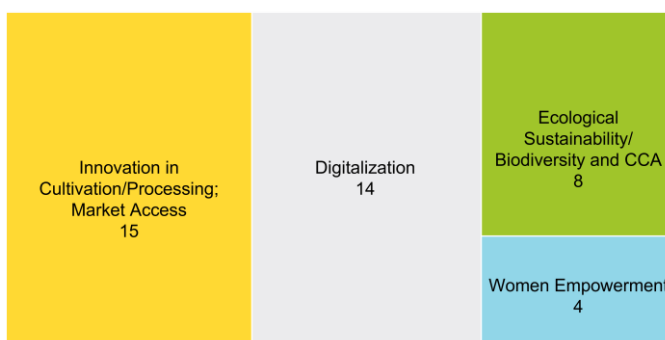 Innovation in
Cultivation/Processing;
Market Access
15
Digitalization
14
Ecological
Sustainability/
Biodiversity and CCA
8
Women Empowerment
4